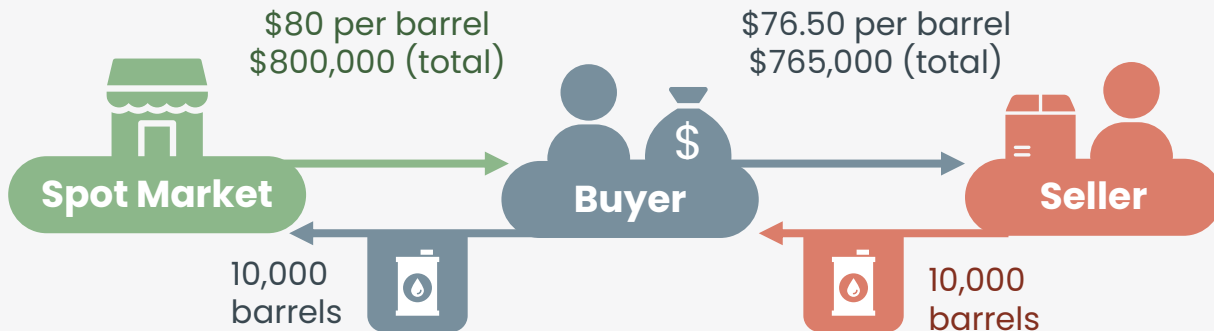 $80 per barrel
$800,000 (total)
$76.50 per barrel
$765,000 (total)
$
Spot Market
Buyer
Seller
10,000
barrels
10,000
barrels